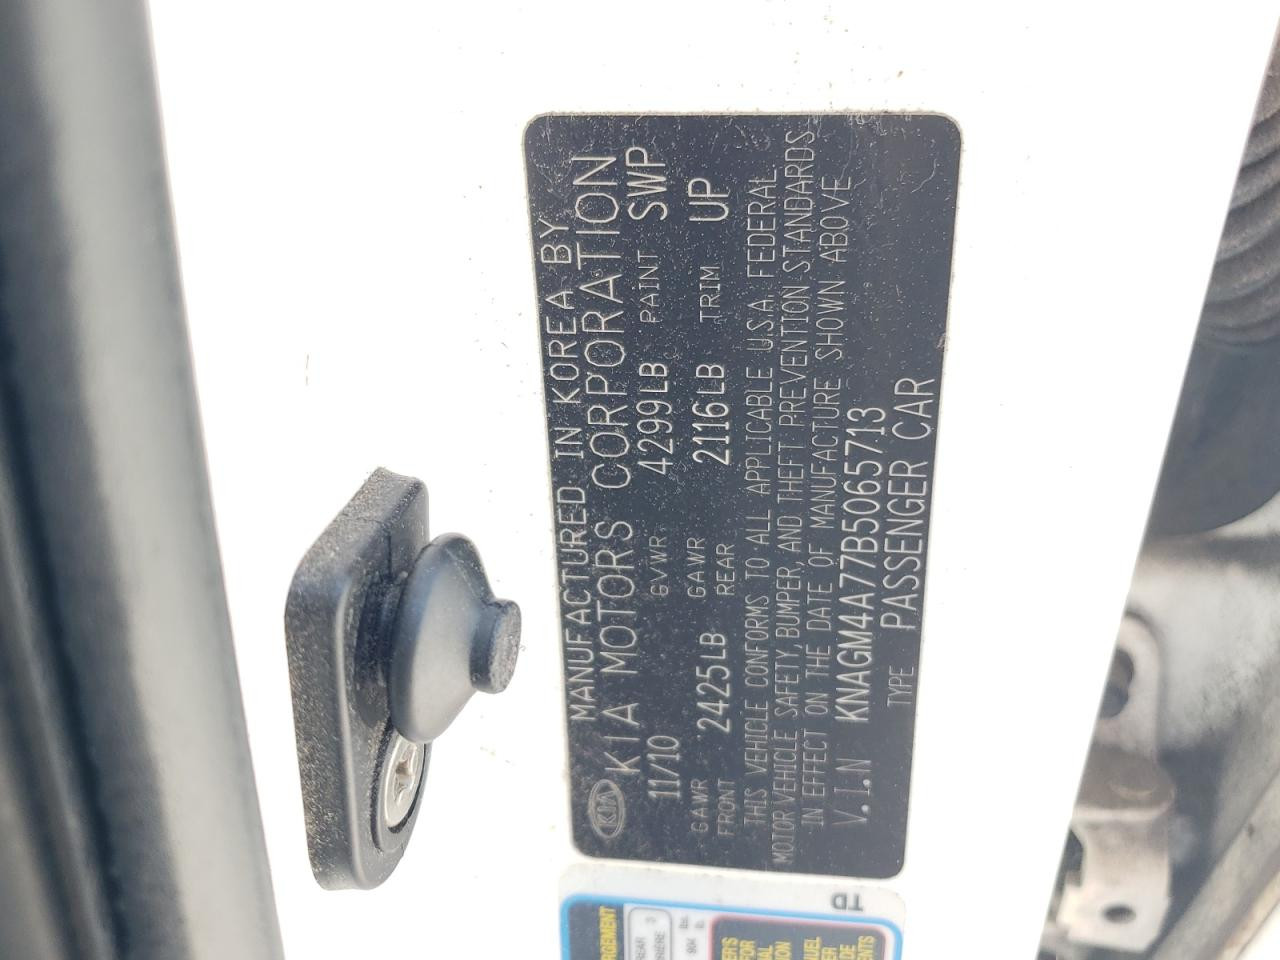 MANUFACTURED IN KOREA BY
KIA KIA MOTORS CORPORATION
11/10 GVWR 4299LB PAINT SWP
GAWR FRONT 2425LB GAWR REAR 2116LB TRIM UP
THIS VEHICLE CONFORMS TO ALL APPLICABLE U.S.A. FEDERAL
MOTOR VEHICLE SAFETY, BUMPER, AND THEFT PREVENTION STANDARDS
IN EFFECT ON THE DATE OF MANUFACTURE SHOWN ABOVE
V.I.N KNAGM4A77B5065713
TYPE PASSENGER CAR
TD